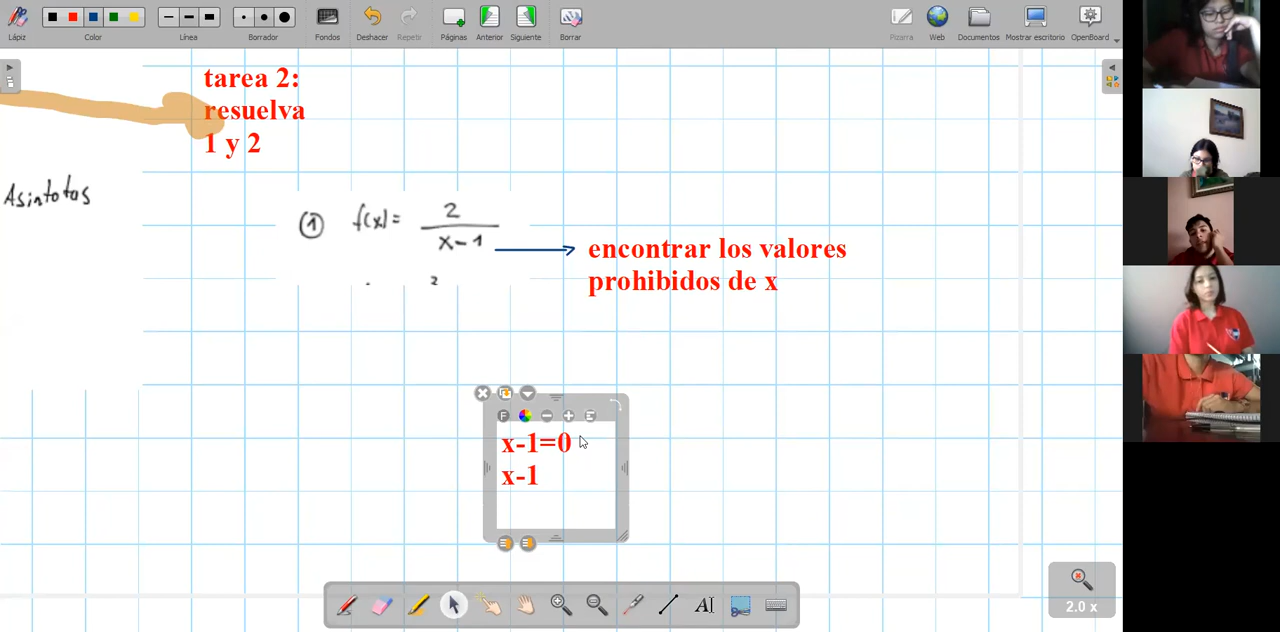 Lápiz
Color
Línea
Borrador
Fondos
Deshacer
Repetir
Páginas
Anterior
Siguiente
Borrar
Pizarra
Web
Documentos
Mostrar escritorio
OpenBoard
tarea 2:
resuelva
1 y 2
Asintotas
① f(x)= 2
x-1
encontrar los valores
prohibidos de x
2
F
x-1=0
x-1
2.0 x